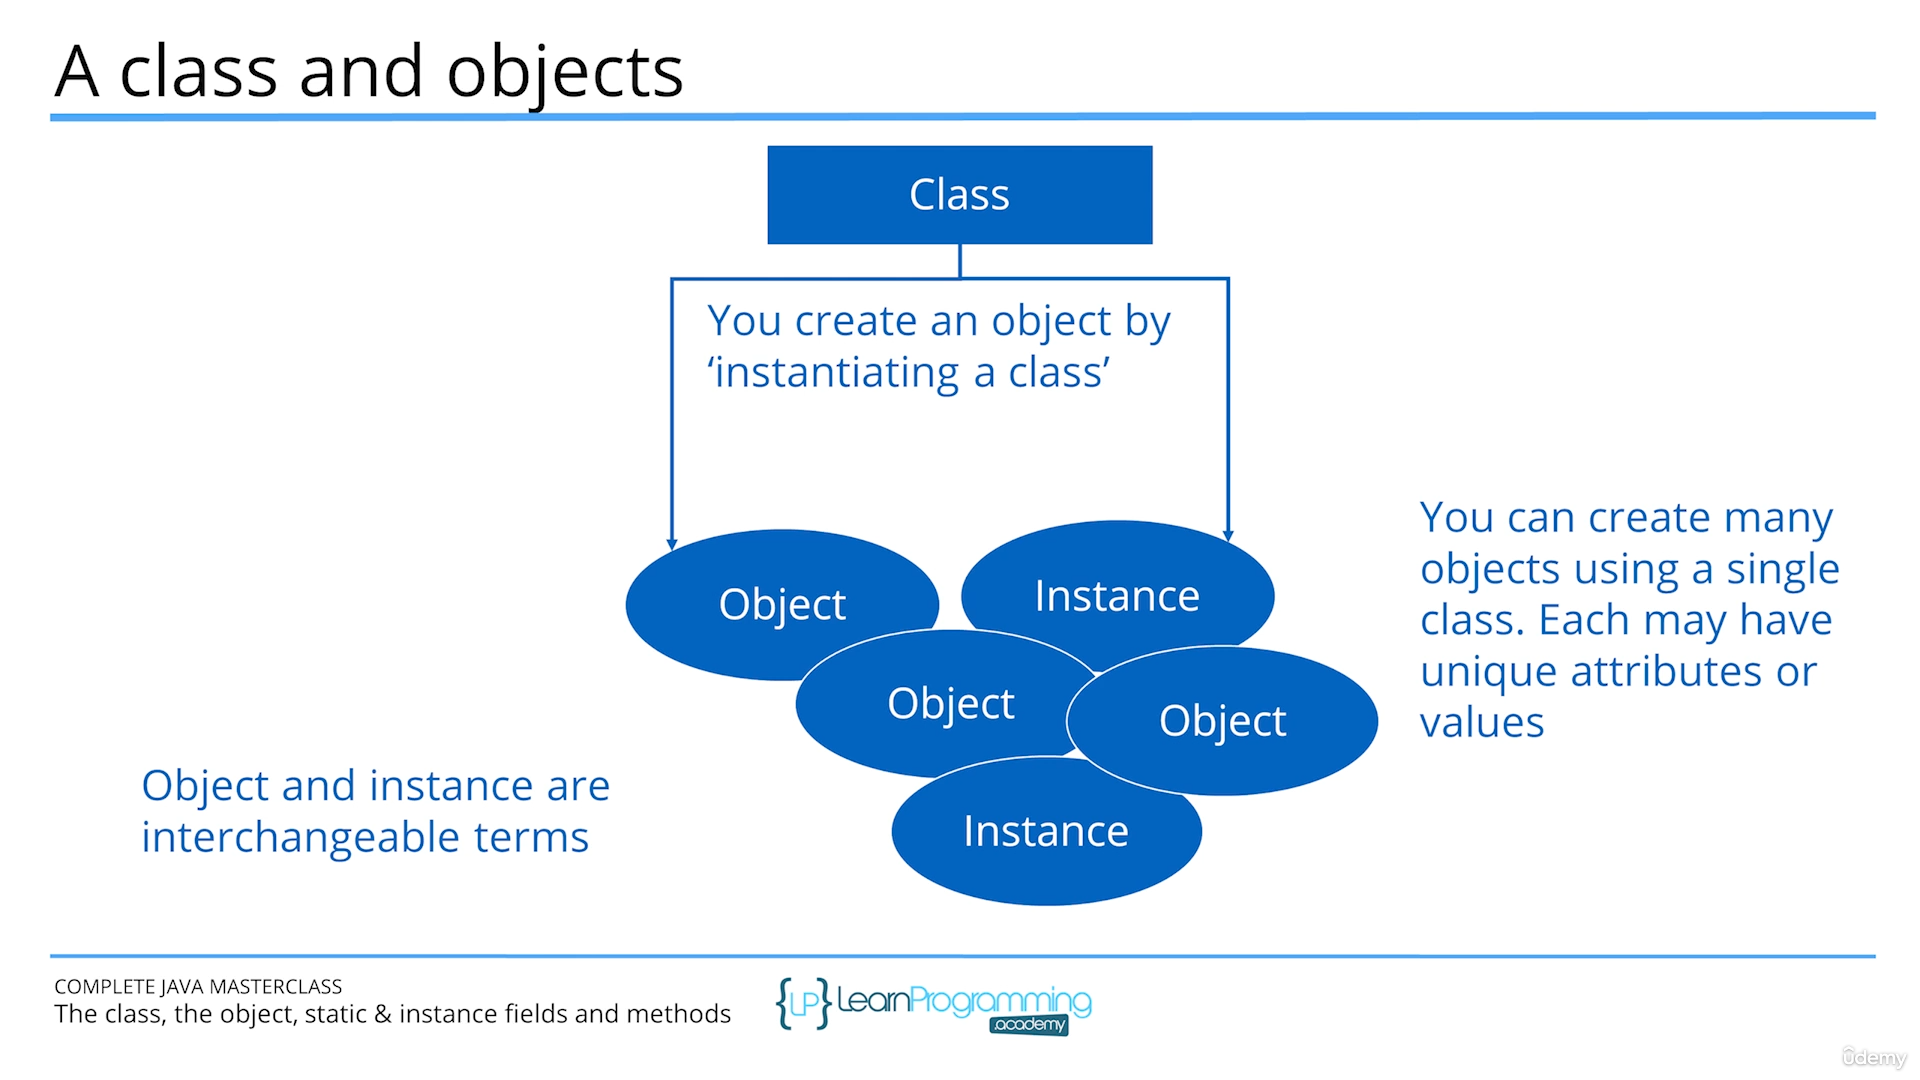 A class and objects
Class
You create an object by
‘instantiating a class’
Object
Instance
Object
Object
Instance
You can create many
objects using a single
class. Each may have
unique attributes or
values
Object and instance are
interchangeable terms
COMPLETE JAVA MASTERCLASS
The class, the object, static & instance fields and methods
{LP} LearnProgramming
.academy
ûdemy